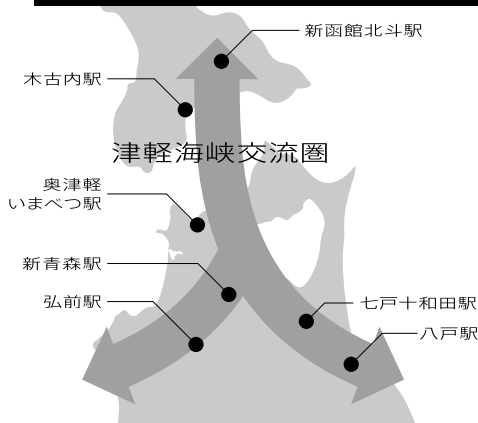 新函館北斗駅
木古内駅
津軽海峡交流圏
奥津軽
いまべつ駅
新青森駅
弘前駅
七戸十和田駅
八戸駅